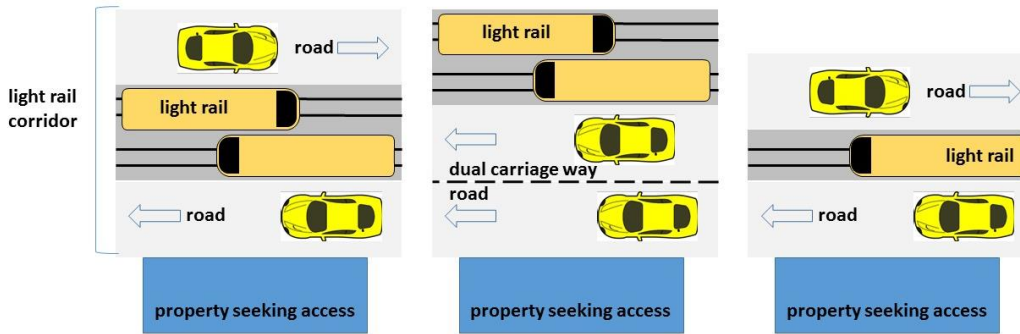 light rail
corridor
road
light rail
road
property seeking access
light rail
dual carriage way
road
property seeking access
road
light rail
road
property seeking access